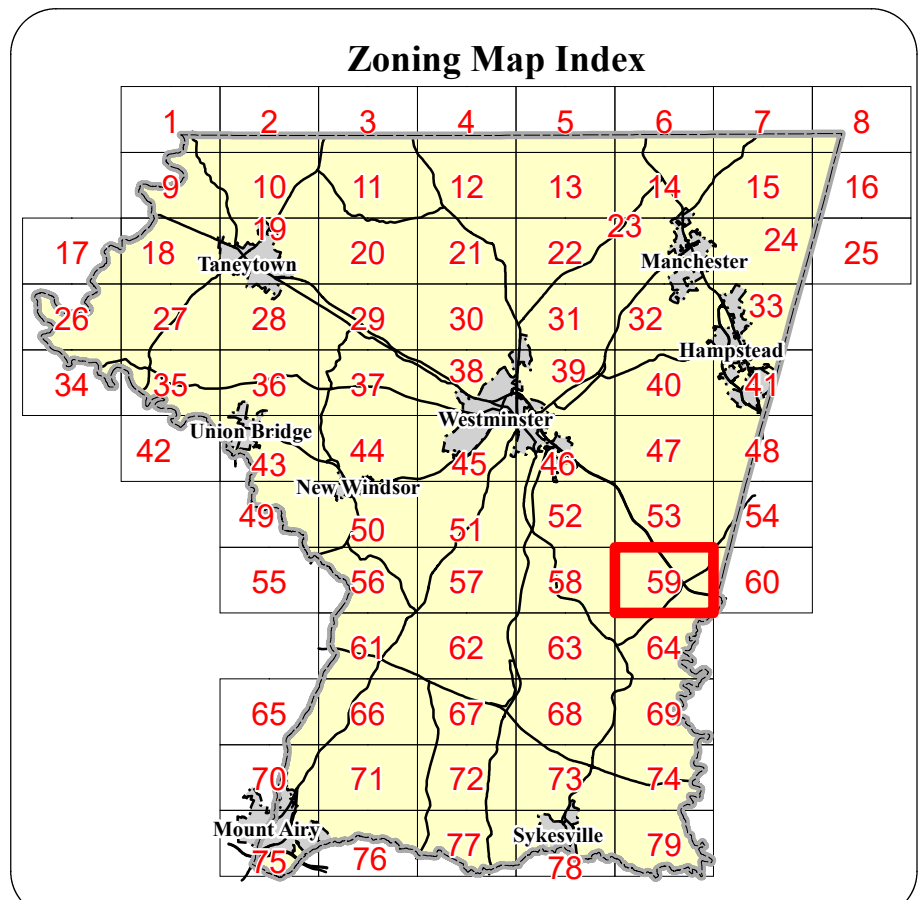 Zoning Map Index
1 2 3 4 5 6 7 8
9 10 11 12 13 14 15 16
17 18 19 20 21 22 23 24 25
Taneytown Manchester
26 27 28 29 30 31 32 33
Hampstead
34 35 36 37 38 39 40 41
Westminster
Union Bridge
42 43 44 45 46 47 48
New Windsor
49 50 51 52 53 54
55 56 57 58 59 60
61 62 63 64
65 66 67 68 69
70 71 72 73 74
Mount Airy Sykesville
75 76 77 78 79